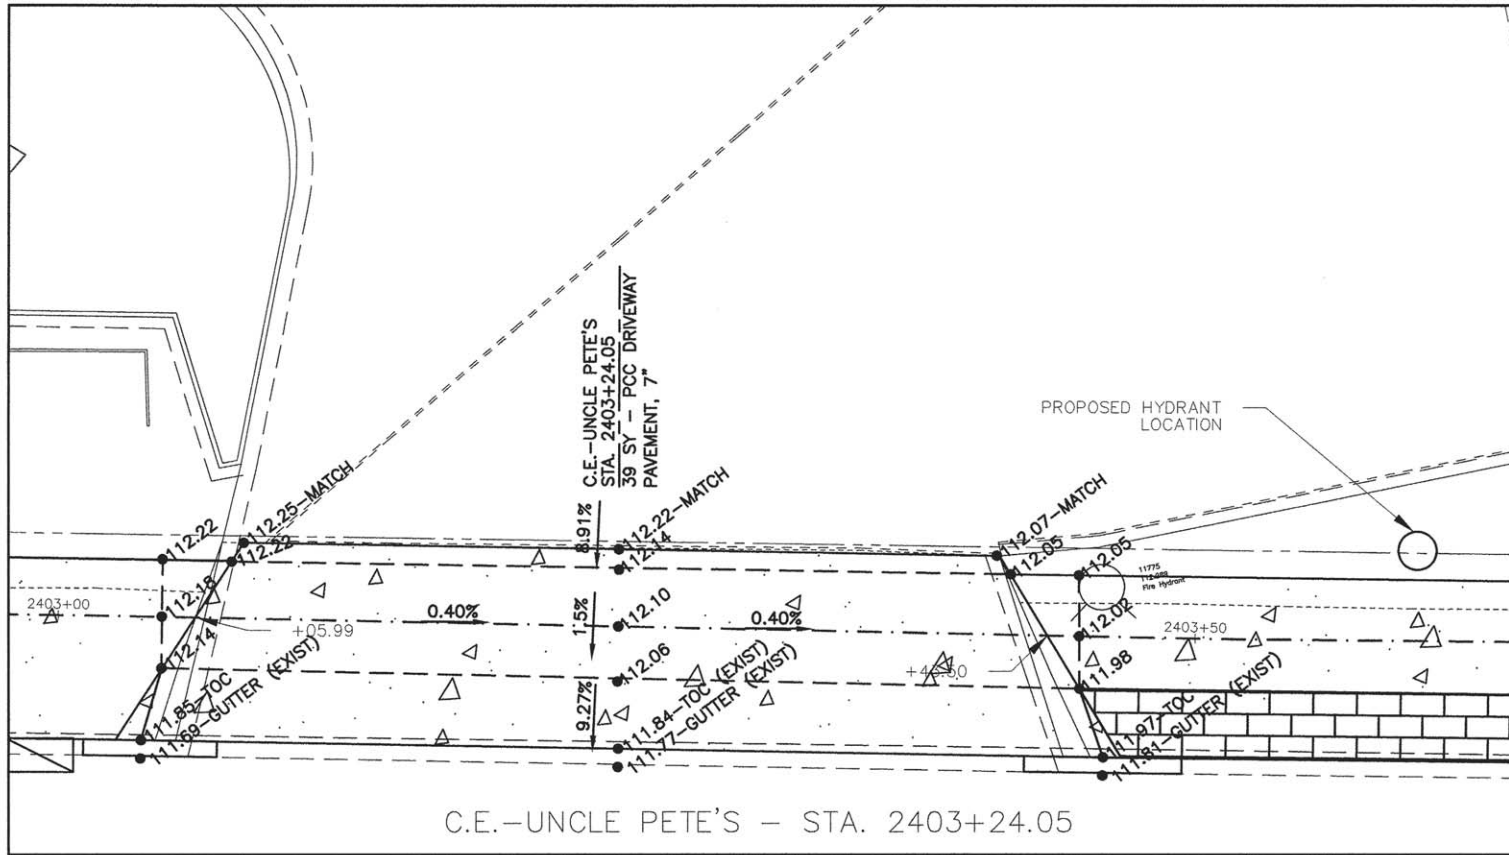 C.E.-UNCLE PETE'S
STA. 2403+24.05
39 SY - PCC DRIVEWAY
PAVEMENT, 7"
PROPOSED HYDRANT
LOCATION
8.91%
112.22
112.25-MATCH
112.22
112.22-MATCH
112.14
112.07-MATCH
112.05
112.05
11775
Fire Hydrant
2403+00
112.18
+05.99
0.40%
1.5%
112.10
0.40%
112.02
2403+50
112.14
112.06
111.98
9.27%
111.85-TOC
111.69-GUTTER (EXIST)
111.84-TOC (EXIST)
111.77-GUTTER (EXIST)
111.97-TOC
111.81-GUTTER (EXIST)
C.E.-UNCLE PETE'S - STA. 2403+24.05